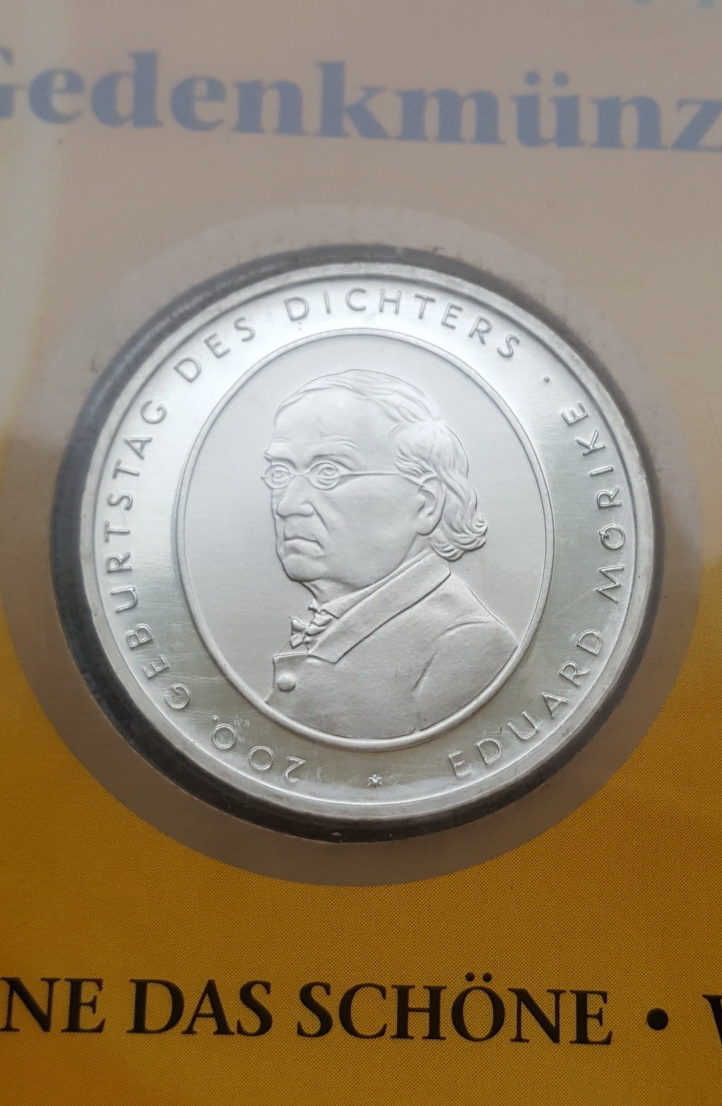 Gedenkmünz
200. GEBURTSTAG DES DICHTERS · EDUARD MÖRIKE
NE DAS SCHÖNE •